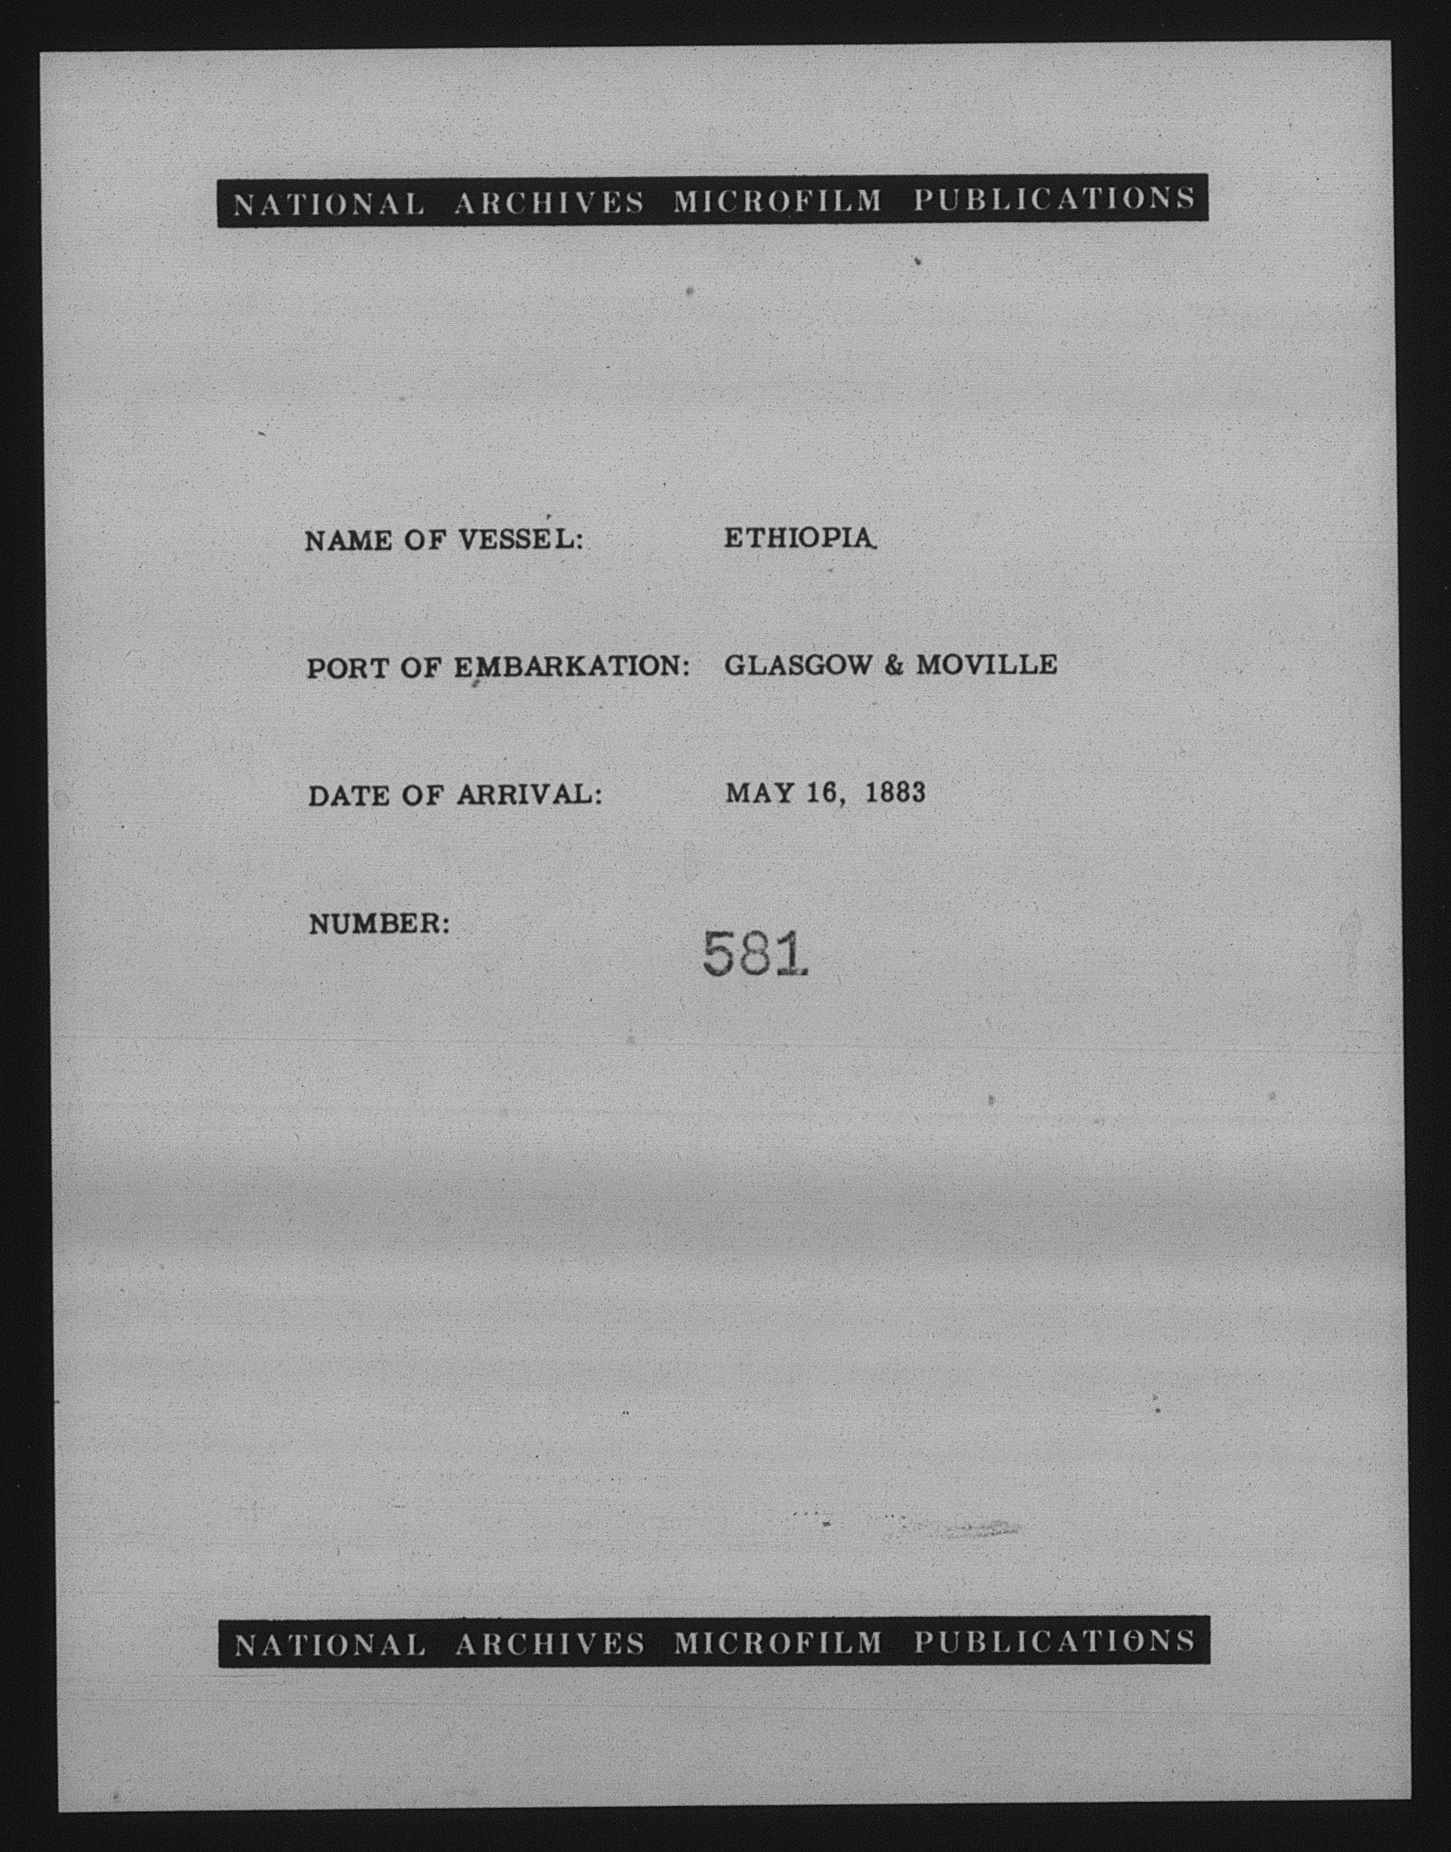 NATIONAL ARCHIVES MICROFILM PUBLICATIONS
NAME OF VESSEL: ETHIOPIA
PORT OF EMBARKATION: GLASGOW & MOVILLE
DATE OF ARRIVAL: MAY 16, 1883
NUMBER: 581
NATIONAL ARCHIVES MICROFILM PUBLICATIONS